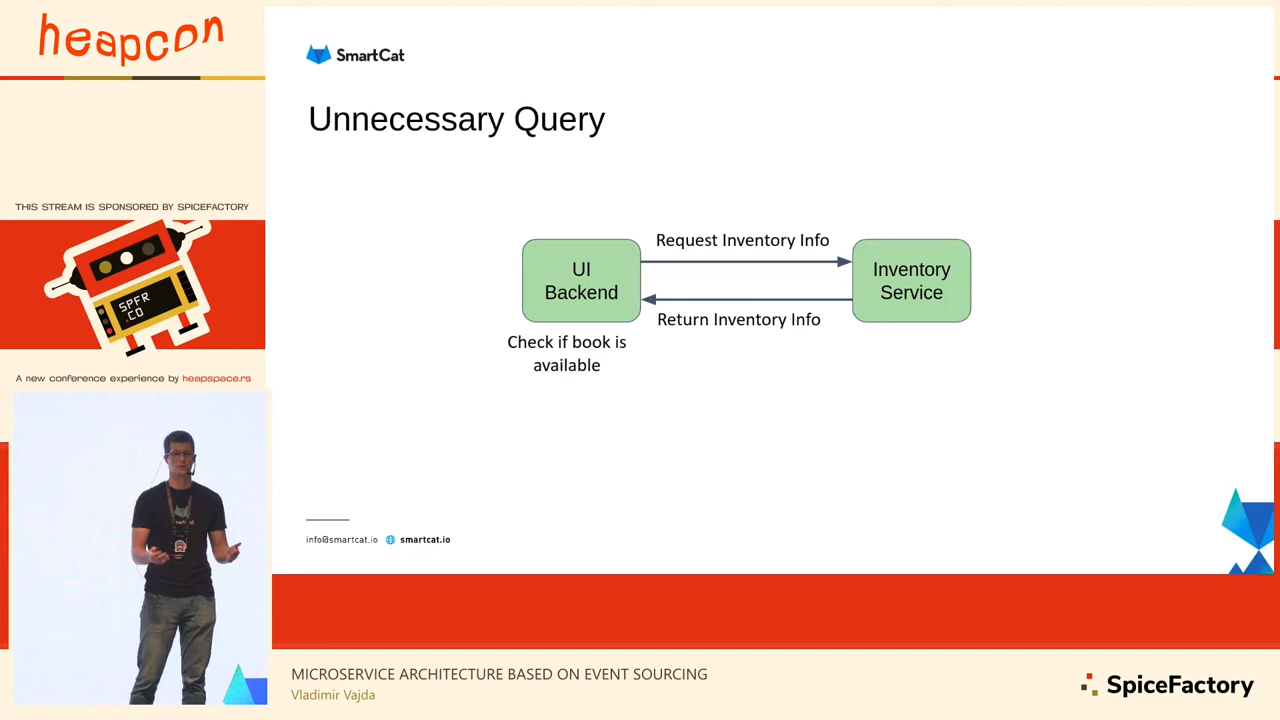 heapcon
THIS STREAM IS SPONSORED BY SPICEFACTORY
SPFR
.CO
A new conference experience by heapspace.rs
SmartCat
Unnecessary Query
Request Inventory Info
UI
Backend
Inventory
Service
Return Inventory Info
Check if book is
available
info@smartcat.io smartcat.io
MICROSERVICE ARCHITECTURE BASED ON EVENT SOURCING
Vladimir Vajda
SpiceFactory